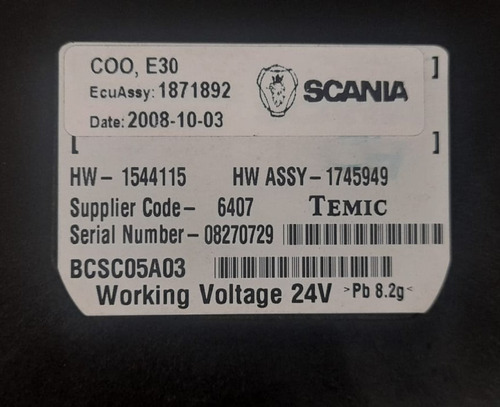 COO, E30
EcuAssy: 1871892
Date: 2008-10-03
SCANIA
HW- 1544115 HW ASSY-1745949
Supplier Code- 6407 TEMIC
Serial Number- 08270729
BCSC05A03
Working Voltage 24V >Pb 8.2g<